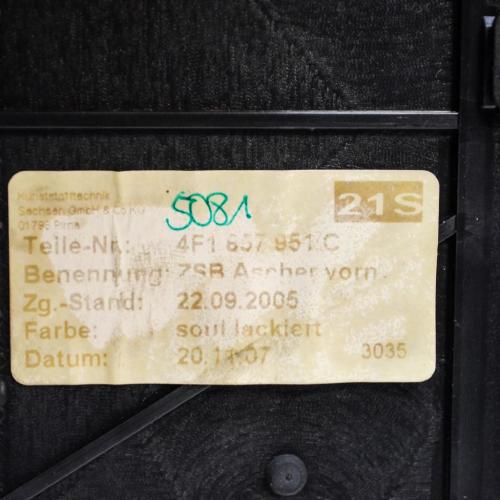 Kunststofftechnik
Sachsen GmbH & Co KG
01796 Pirna
5081
21S
Teile-Nr.: 4F1 857 951 C
Benennung: ZSB Ascher vorn
Zg.-Stand: 22.09.2005
Farbe: soul lackiert
Datum: 20.11.07
3035